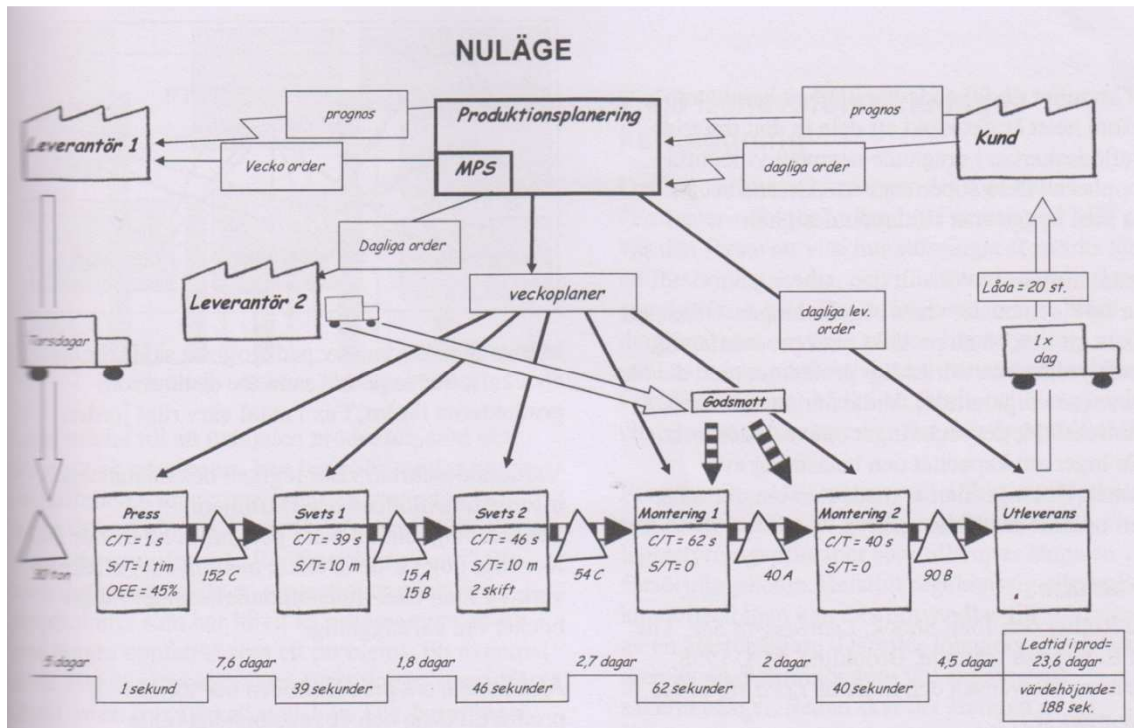 NULÄGE
prognos
Produktionsplanering
MPS
prognos
Kund
Leverantör 1
Vecko order
dagliga order
Dagliga order
Leverantör 2
veckoplaner
Låda = 20 st.
Torsdagar
dagliga lev.
order
1 x
dag
Godsmott
Press
C/T= 1 s
S/T= 1 tim
OEE = 45%
152 C
Svets 1
C/T= 39 s
S/T= 10 m
15 A
15 B
Svets 2
C/T= 46 s
S/T= 10 m
2 skift
54 C
Montering 1
C/T= 62 s
S/T= 0
40 A
Montering 2
C/T= 40 s
S/T: 0
90 B
Utleverans
30 ton
5 dagar
7,6 dagar
1,8 dagar
2,7 dagar
2 dagar
4,5 dagar
1 sekund
39 sekunder
46 sekunder
62 sekunder
40 sekunder
Ledtid i prod:
23,6 dagar
värdehöjande=
188 sek.